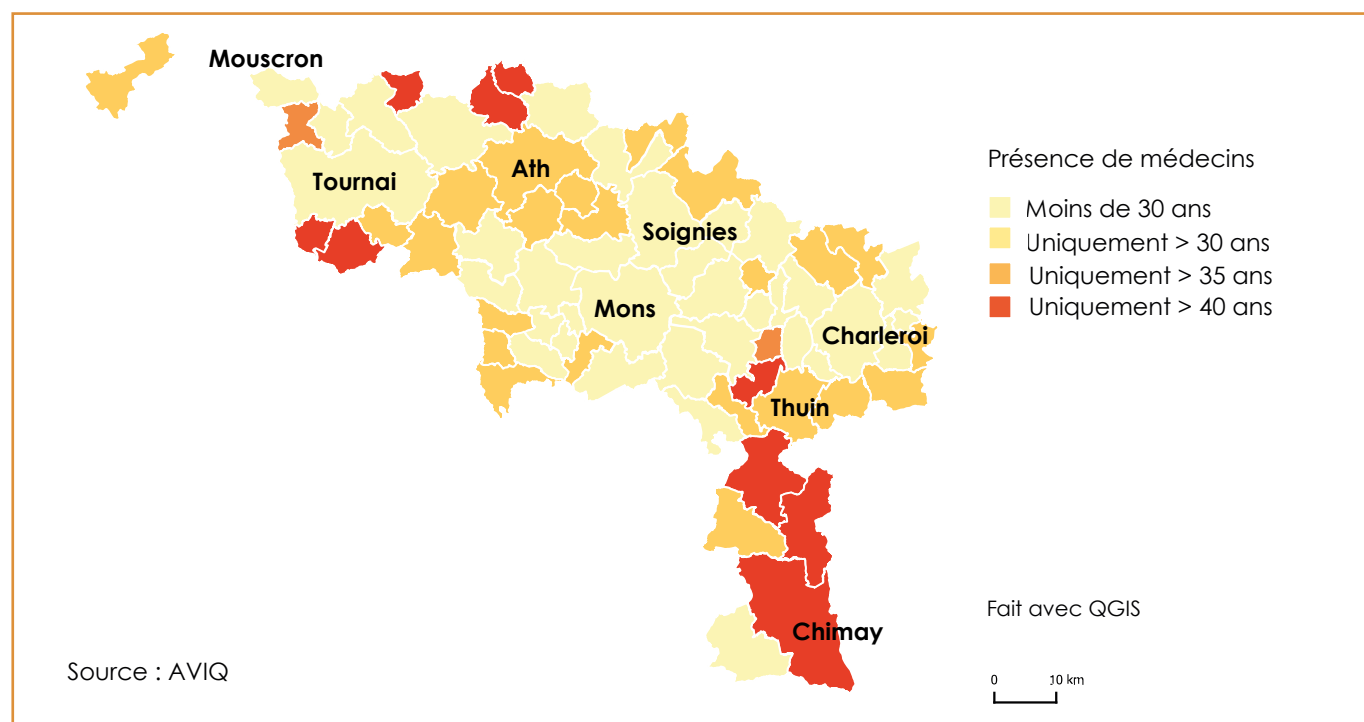 Mouscron
Ath
Tournai
Soignies
Mons
Charleroi
Thuin
Chimay
Présence de médecins
Moins de 30 ans
Uniquement > 30 ans
Uniquement > 35 ans
Uniquement > 40 ans
Fait avec QGIS
0 10 km
Source : AVIQ